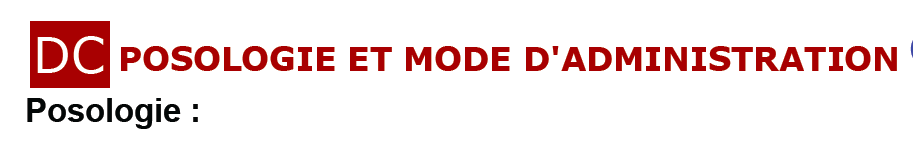 DC POSOLOGIE ET MODE D'ADMINISTRATION
Posologie :